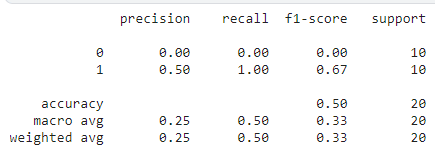 precision recall f1-score support
0 0.00 0.00 0.00 10
1 0.50 1.00 0.67 10
accuracy 0.50 20
macro avg 0.25 0.50 0.33 20
weighted avg 0.25 0.50 0.33 20